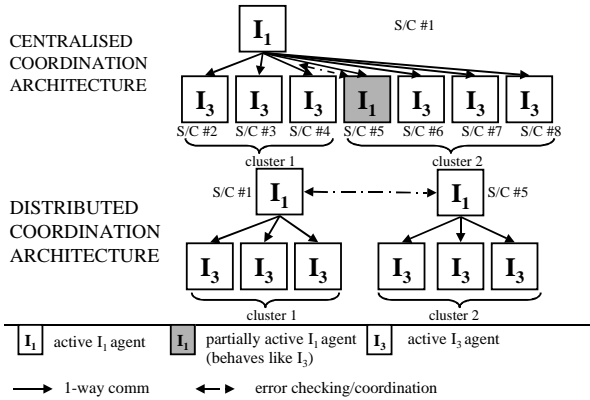 CENTRALISED
COORDINATION
ARCHITECTURE
I1
S/C #1
I3 I3 I3 I1 I3 I3 I3
S/C #2 S/C #3 S/C #4 S/C #5 S/C #6 S/C #7 S/C #8
cluster 1 cluster 2
DISTRIBUTED
COORDINATION
ARCHITECTURE
S/C #1 I1 I1 S/C #5
I3 I3 I3 I3 I3 I3
cluster 1 cluster 2
I1 active I1 agent I1 partially active I1 agent I3 active I3 agent
(behaves like I3)
1-way comm error checking/coordination